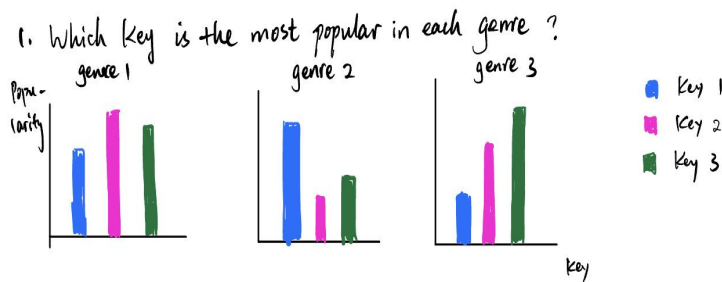 1. Which key is the most popular in each genre ?
genre 1
genre 2
genre 3
Popu-
larity
key 1
key 2
key 3
key